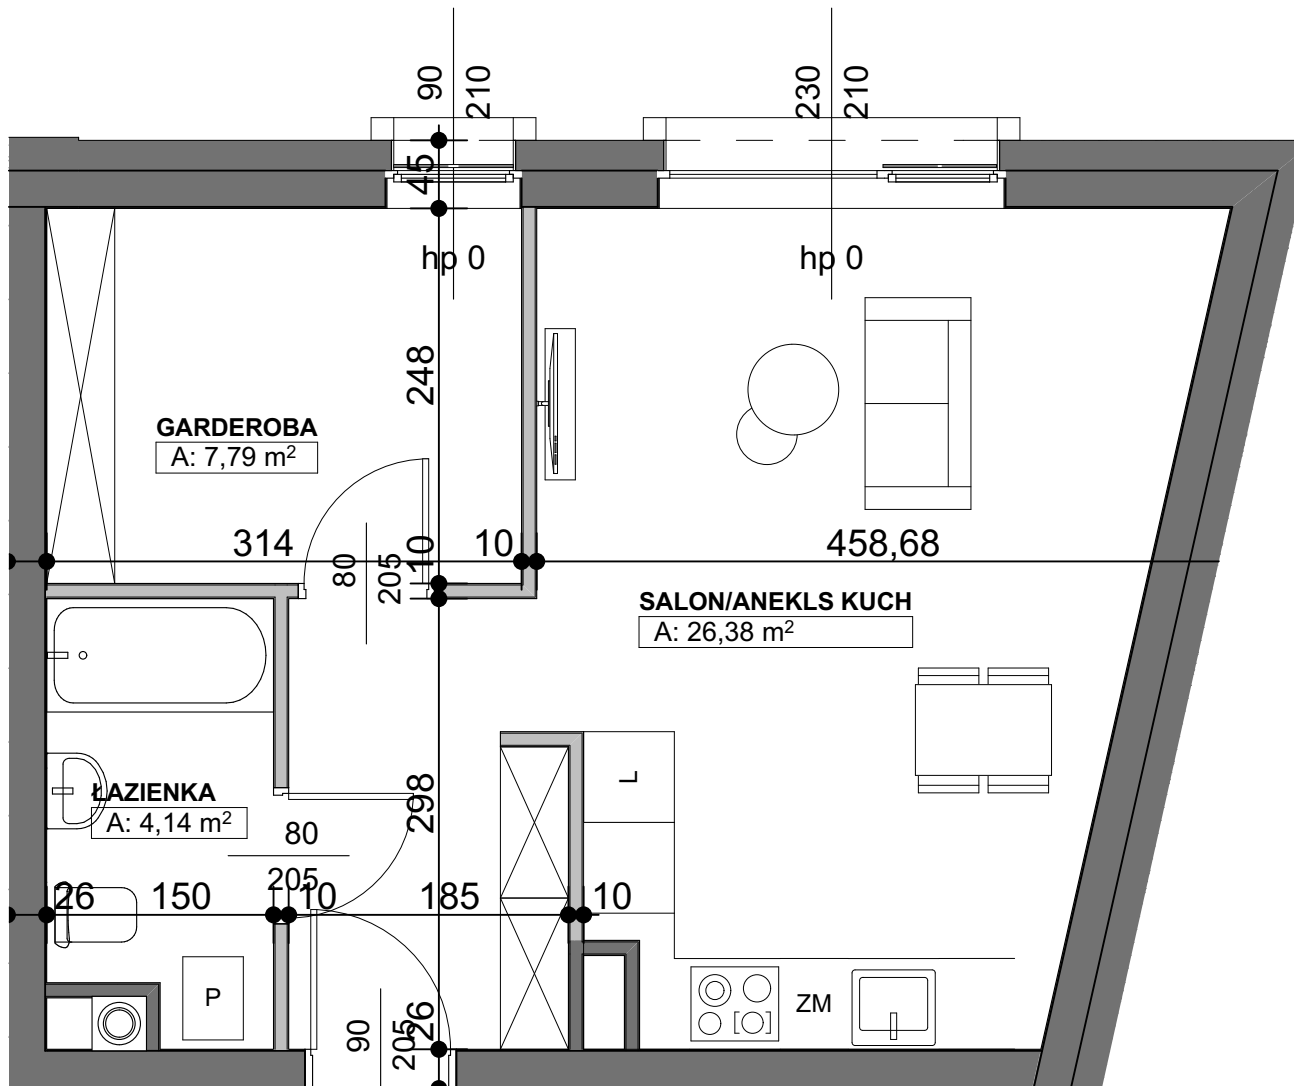 90
210
230
210
45
hp 0
hp 0
248
GARDEROBA
A: 7,79 m²
314
10
10
458,68
80
205
SALON/ANEKLS KUCH
A: 26,38 m²
L
ŁAZIENKA
A: 4,14 m²
298
80
205
26
150
10
185
10
P
ZM
90
205
26